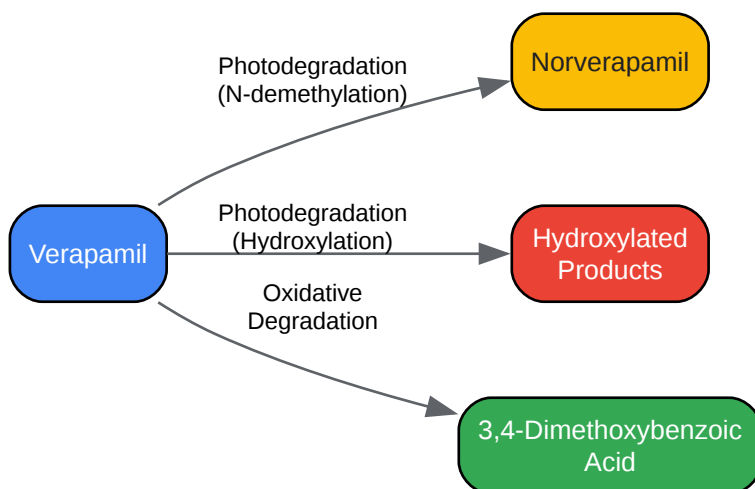 Photodegradation
(N-demethylation)
Norverapamil
Verapamil
Photodegradation
(Hydroxylation)
Hydroxylated
Products
Oxidative
Degradation
3,4-Dimethoxybenzoic
Acid